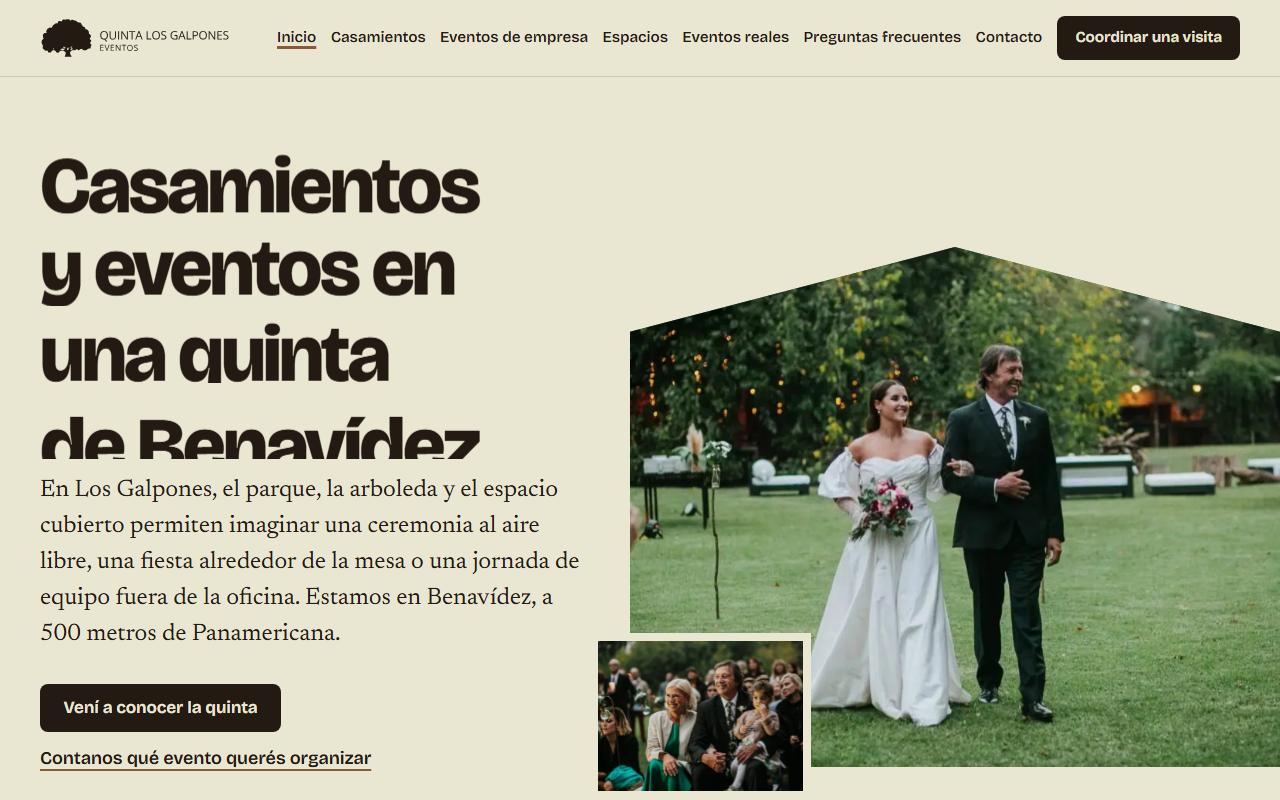 QUINTA LOS GALPONES
EVENTOS
Inicio Casamientos Eventos de empresa Espacios Eventos reales Preguntas frecuentes Contacto Coordinar una visita
Casamientos
y eventos en
una quinta
de Benavídez
En Los Galpones, el parque, la arboleda y el espacio
cubierto permiten imaginar una ceremonia al aire
libre, una fiesta alrededor de la mesa o una jornada de
equipo fuera de la oficina. Estamos en Benavídez, a
500 metros de Panamericana.
Vení a conocer la quinta
Contanos qué evento querés organizar